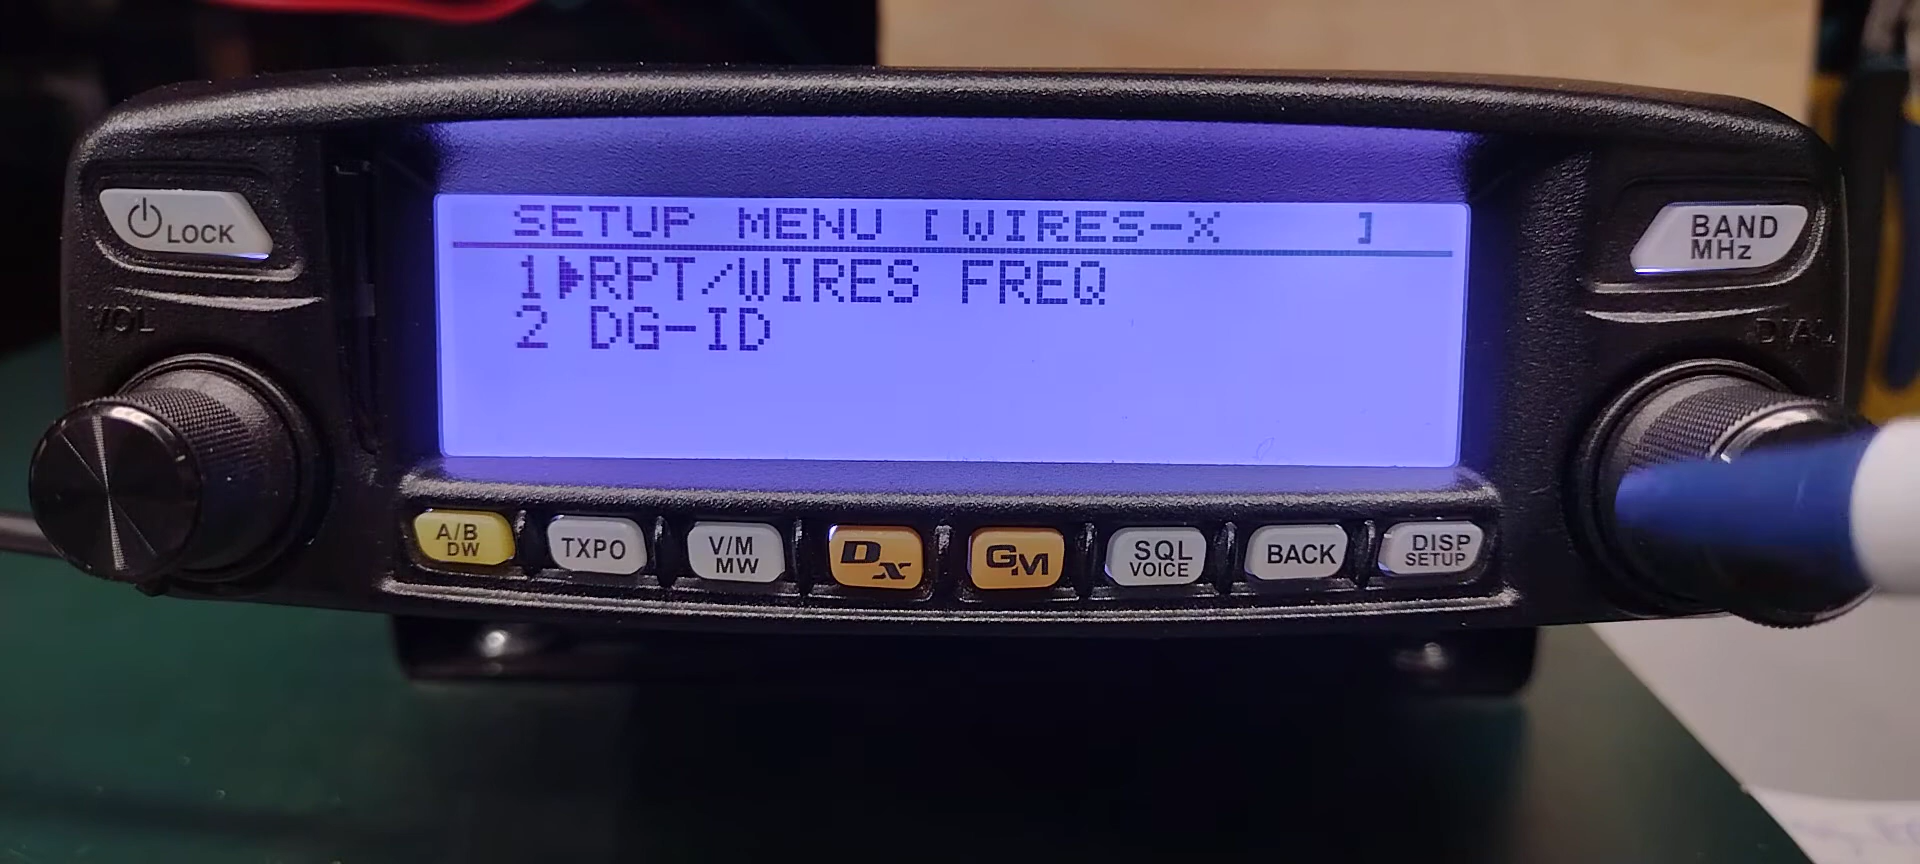 LOCK
BAND
MHz
VOL
DIAL
SETUP MENU [WIRES-X ]
1▶RPT/WIRES FREQ
2 DG-ID
A/B
DW
TXPO
V/M
MW
DX
GM
SQL
VOICE
BACK
DISP
SETUP